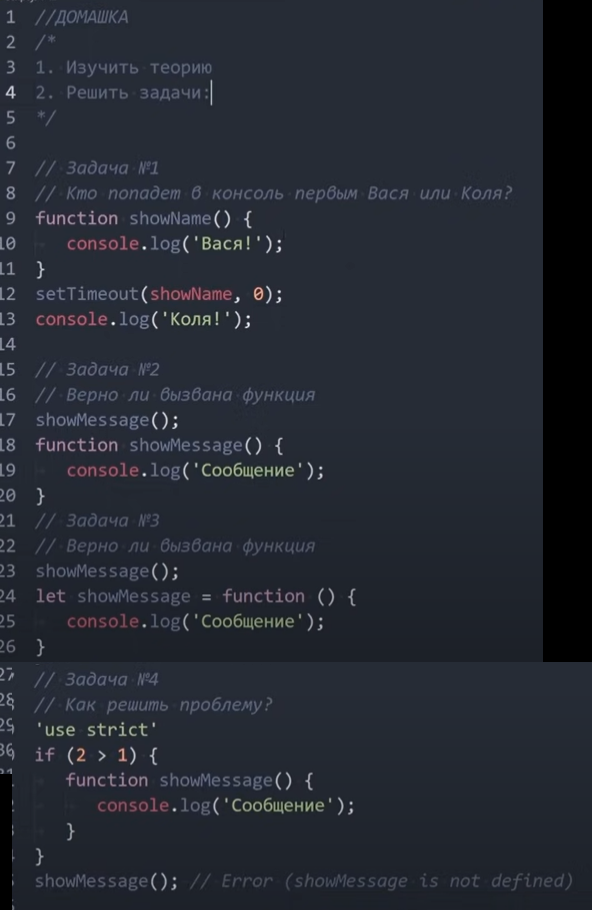 1 //ДОМАШКА
2 /*
3 1. Изучить теорию
4 2. Решить задачи:
5 */
6
7 // Задача №1
8 // Кто попадет в консоль первым Вася или Коля?
9 function showName() {
10 console.log('Вася!');
11 }
12 setTimeout(showName, 0);
13 console.log('Коля!');
14
15 // Задача №2
16 // Верно ли вызвана функция
17 showMessage();
18 function showMessage() {
19 console.log('Сообщение');
20 }
21 // Задача №3
22 // Верно ли вызвана функция
23 showMessage();
24 let showMessage = function () {
25 console.log('Сообщение');
26 }
27 // Задача №4
28 // Как решить проблему?
29 'use strict'
30 if (2 > 1) {
function showMessage() {
console.log('Сообщение');
}
}
showMessage(); // Error (showMessage is not defined)